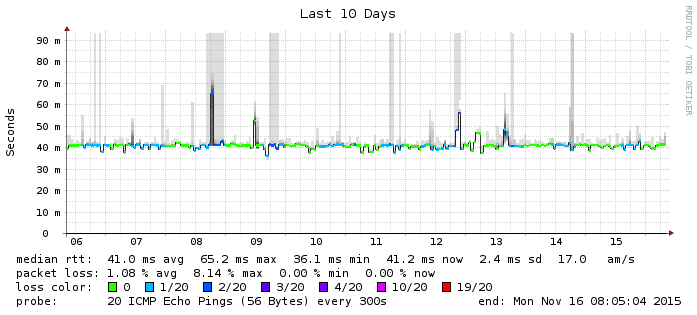 Last 10 Days
RRDTOOL / TOBI OETIKER
Seconds
90 m
80 m
70 m
60 m
50 m
40 m
30 m
20 m
10 m
0
06 07 08 09 10 11 12 13 14 15
median rtt: 41.0 ms avg 65.2 ms max 36.1 ms min 41.2 ms now 2.4 ms sd 17.0 am/s
packet loss: 1.08 % avg 8.14 % max 0.00 % min 0.00 % now
loss color: 0 1/20 2/20 3/20 4/20 10/20 19/20
probe: 20 ICMP Echo Pings (56 Bytes) every 300s end: Mon Nov 16 08:05:04 2015